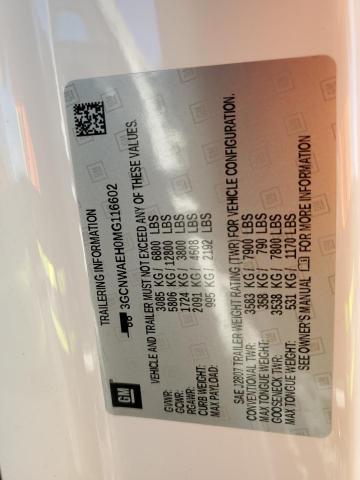 GM
TRAILERING INFORMATION
3GCNWAEH0MG116602
VEHICLE AND TRAILER MUST NOT EXCEED ANY OF THESE VALUES.
GVWR: 3085 KG/ 6800 LBS
GCWR: 5806 KG/ 12800 LBS
RGAWR: 1724 KG/ 3800 LBS
CURB WEIGHT: 2091 KG/ 4608 LBS
MAX PAYLOAD: 995 KG/ 2192 LBS
SAE J2807 TRAILER WEIGHT RATING (TWR) FOR VEHICLE CONFIGURATION.
CONVENTIONAL TWR: 3583 KG/ 7900 LBS
MAX TONGUE WEIGHT: 358 KG/ 790 LBS
GOOSENECK TWR: 3538 KG/ 7800 LBS
MAX TONGUE WEIGHT: 531 KG/ 1170 LBS
SEE OWNER'S MANUAL FOR MORE INFORMATION